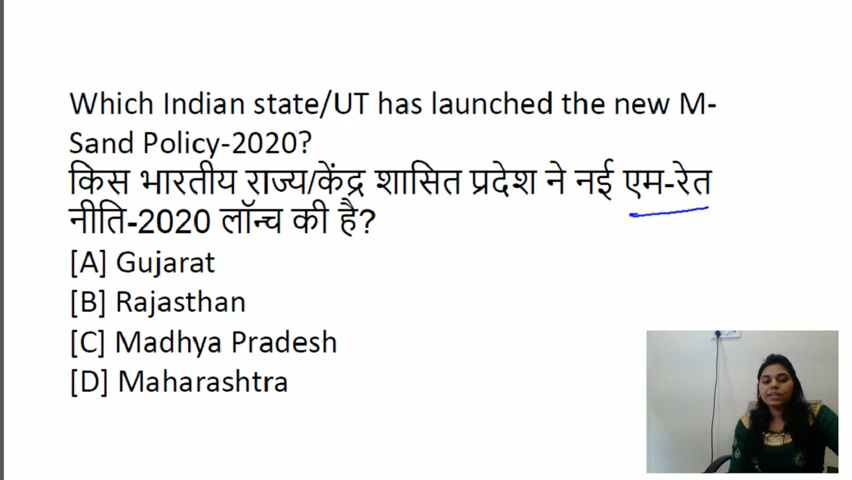 Which Indian state/UT has launched the new M-
Sand Policy-2020?
किस भारतीय राज्य/केंद्र शासित प्रदेश ने नई एम-रेत
नीति-2020 लॉन्च की है?
[A] Gujarat
[B] Rajasthan
[C] Madhya Pradesh
[D] Maharashtra